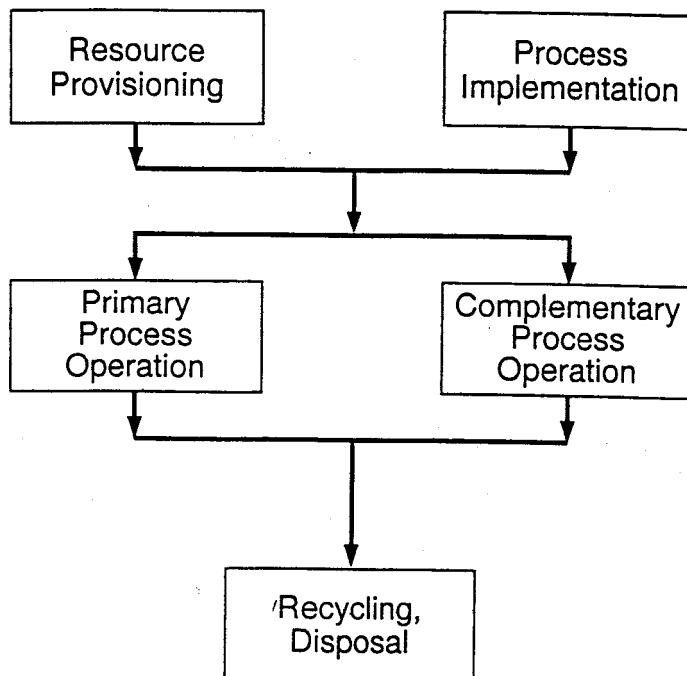 Resource
Provisioning
Process
Implementation
Primary
Process
Operation
Complementary
Process
Operation
Recycling,
Disposal